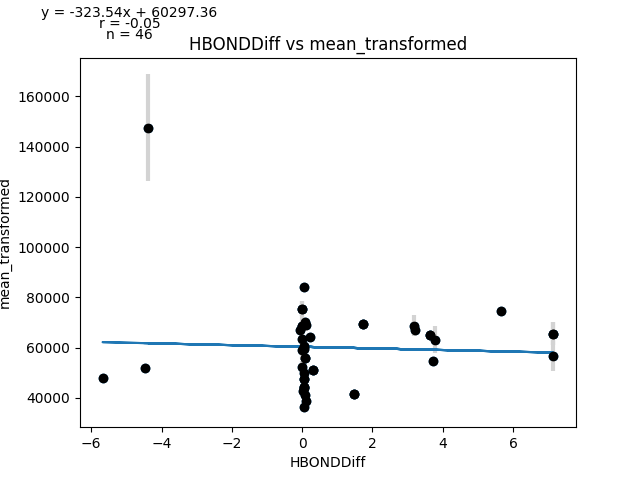 y = -323.54x + 60297.36
r = -0.05
n = 46
HBONDDiff vs mean_transformed
160000
140000
120000
100000
80000
60000
40000
mean_transformed
−6
−4
−2
0
2
4
6
HBONDDiff